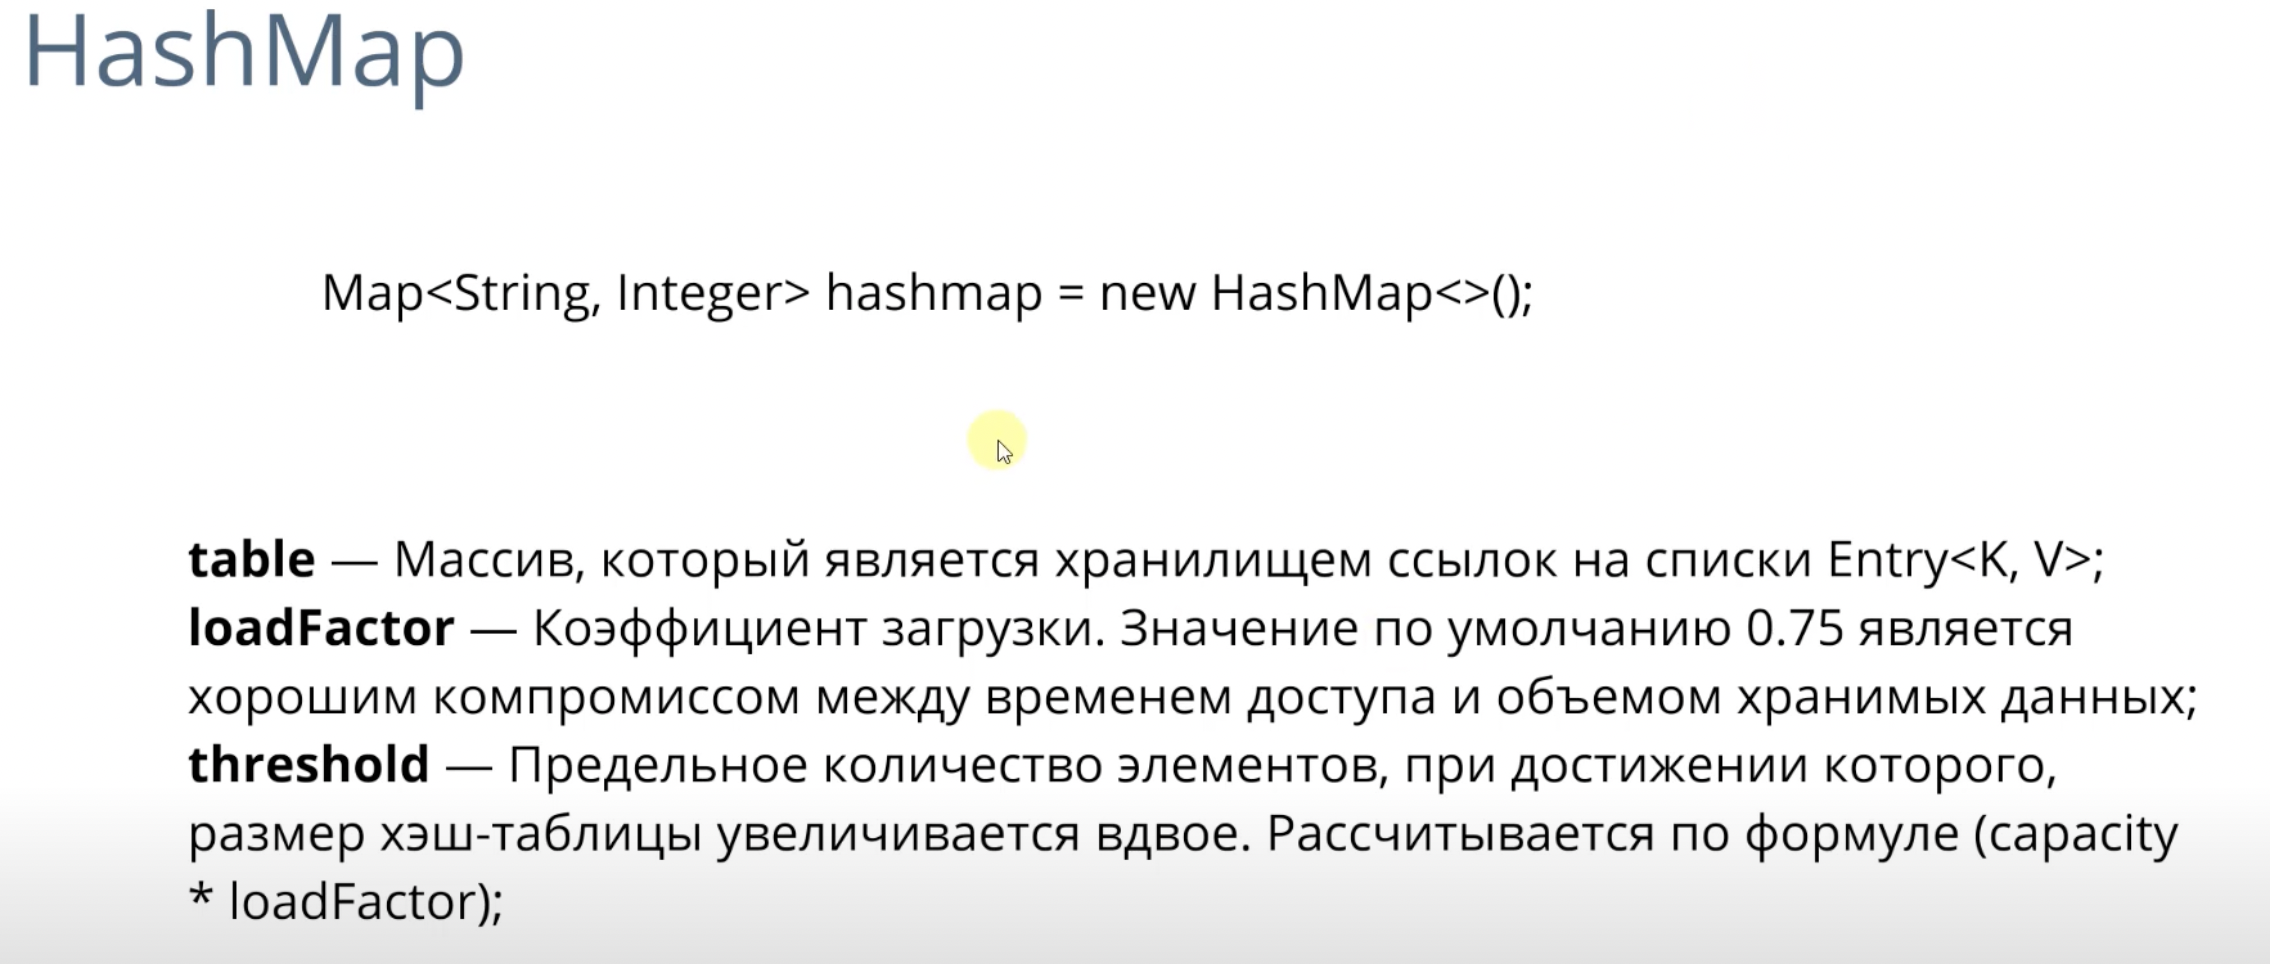 HashMap
Map<String, Integer> hashmap = new HashMap<>();
table — Массив, который является хранилищем ссылок на списки Entry<K, V>;
loadFactor — Коэффициент загрузки. Значение по умолчанию 0.75 является
хорошим компромиссом между временем доступа и объемом хранимых данных;
threshold — Предельное количество элементов, при достижении которого,
размер хэш-таблицы увеличивается вдвое. Рассчитывается по формуле (capacity
* loadFactor);